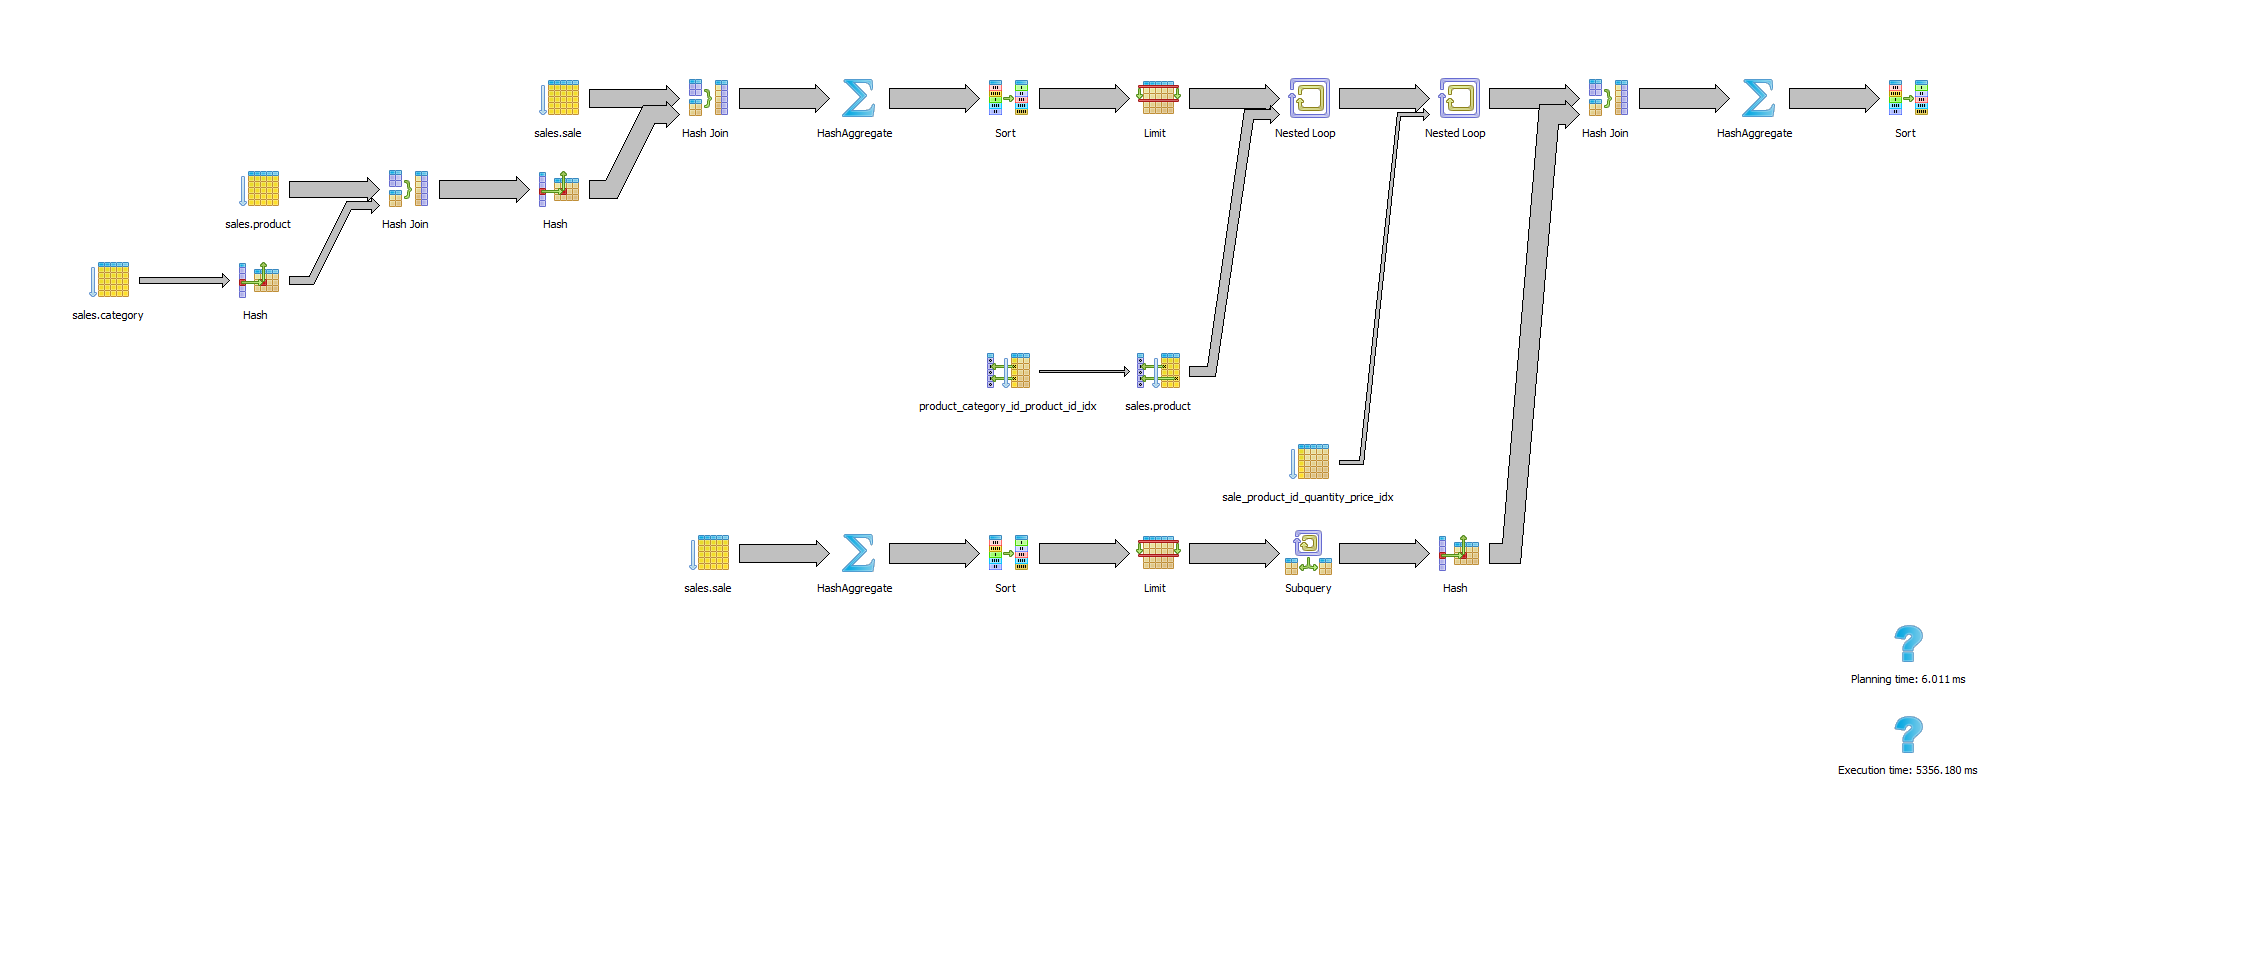 sales.sale
Hash Join
HashAggregate
Sort
Limit
Nested Loop
Nested Loop
Hash Join
HashAggregate
Sort
sales.product
Hash Join
Hash
sales.category
Hash
product_category_id_product_id_idx
sales.product
sale_product_id_quantity_price_idx
sales.sale
HashAggregate
Sort
Limit
Subquery
Hash
Planning time: 6.011 ms
Execution time: 5356.180 ms